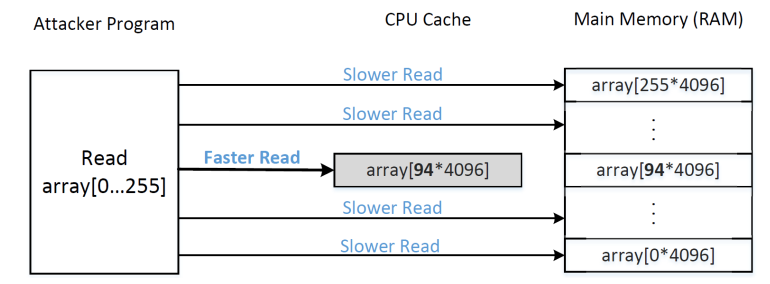 Attacker Program
CPU Cache
Main Memory (RAM)
Slower Read
array[255*4096]
Slower Read
⋮
Read
array[0...255]
Faster Read
array[94*4096]
array[94*4096]
Slower Read
⋮
Slower Read
array[0*4096]